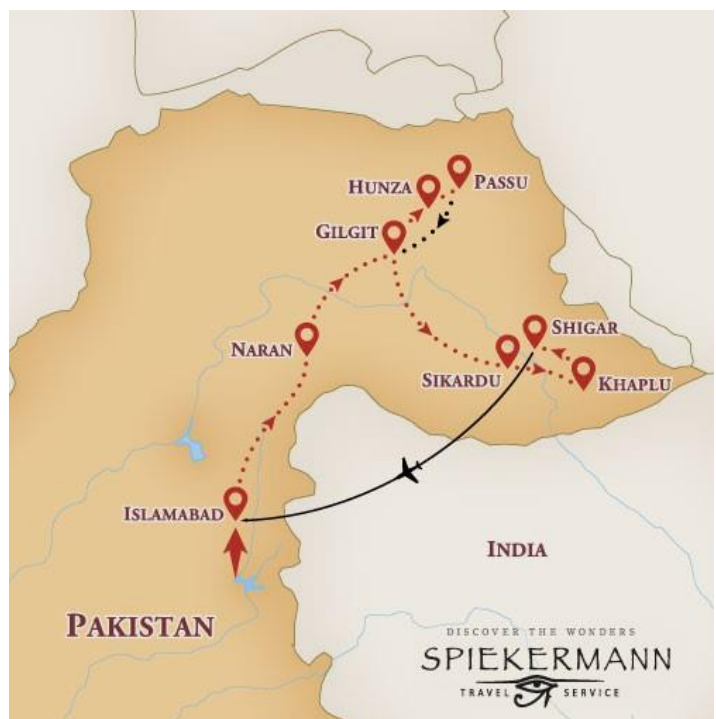 HUNZA
PASSU
GILGIT
SHIGAR
NARAN
SIKARDU
KHAPLU
ISLAMABAD
INDIA
PAKISTAN
DISCOVER THE WONDERS
SPIEKERMANN
TRAVEL SERVICE